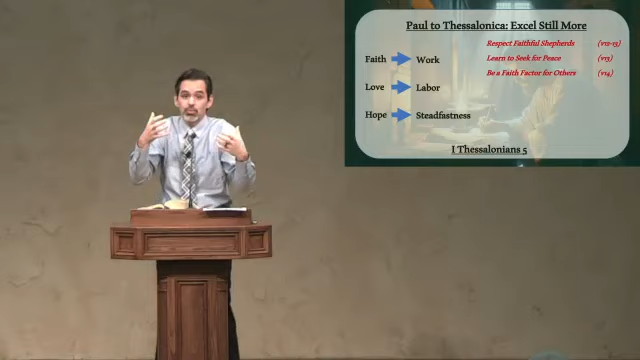 Paul to Thessalonica: Excel Still More
Respect Faithful Shepherds (v12-13)
Faith Work
Learn to Seek for Peace (v13)
Be a Faith Factor for Others (v14)
Love Labor
Hope Steadfastness
I Thessalonians 5